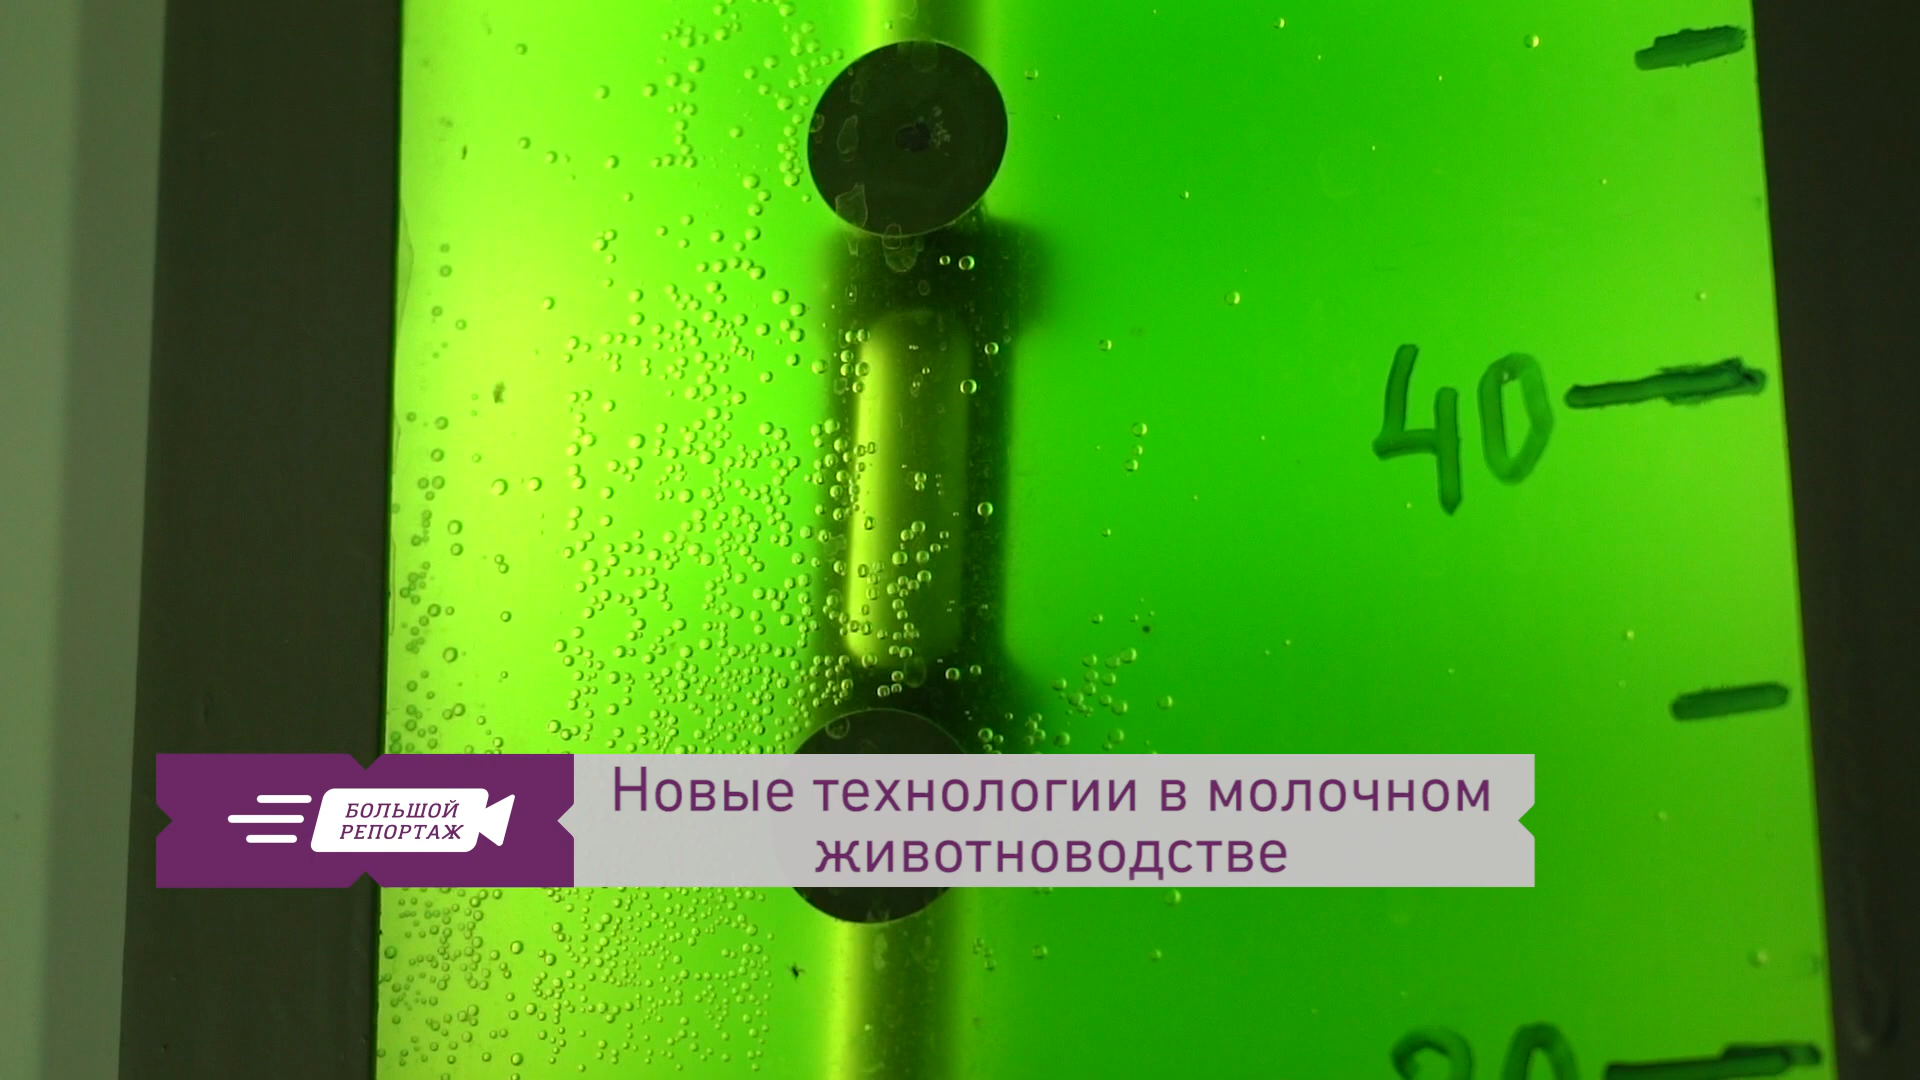 40
БОЛЬШОЙ
РЕПОРТАЖ
Новые технологии в молочном
животноводстве